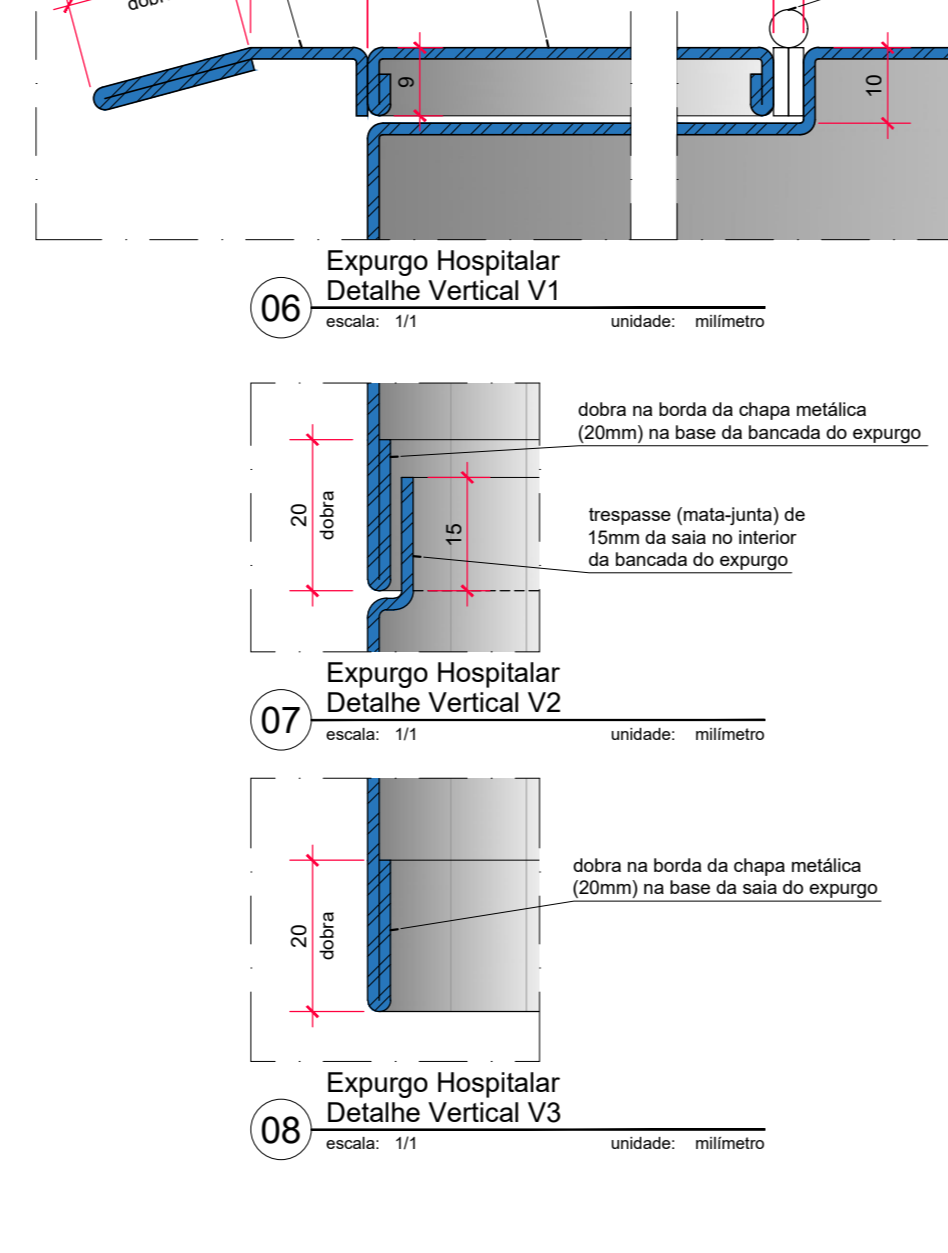 9
10
06
Expurgo Hospitalar
Detalhe Vertical V1
escala: 1/1 unidade: milímetro
dobra na borda da chapa metálica
(20mm) na base da bancada do expurgo
20
dobra
15
trespasse (mata-junta) de
15mm da saia no interior
da bancada do expurgo
07
Expurgo Hospitalar
Detalhe Vertical V2
escala: 1/1 unidade: milímetro
dobra na borda da chapa metálica
(20mm) na base da saia do expurgo
20
dobra
08
Expurgo Hospitalar
Detalhe Vertical V3
escala: 1/1 unidade: milímetro